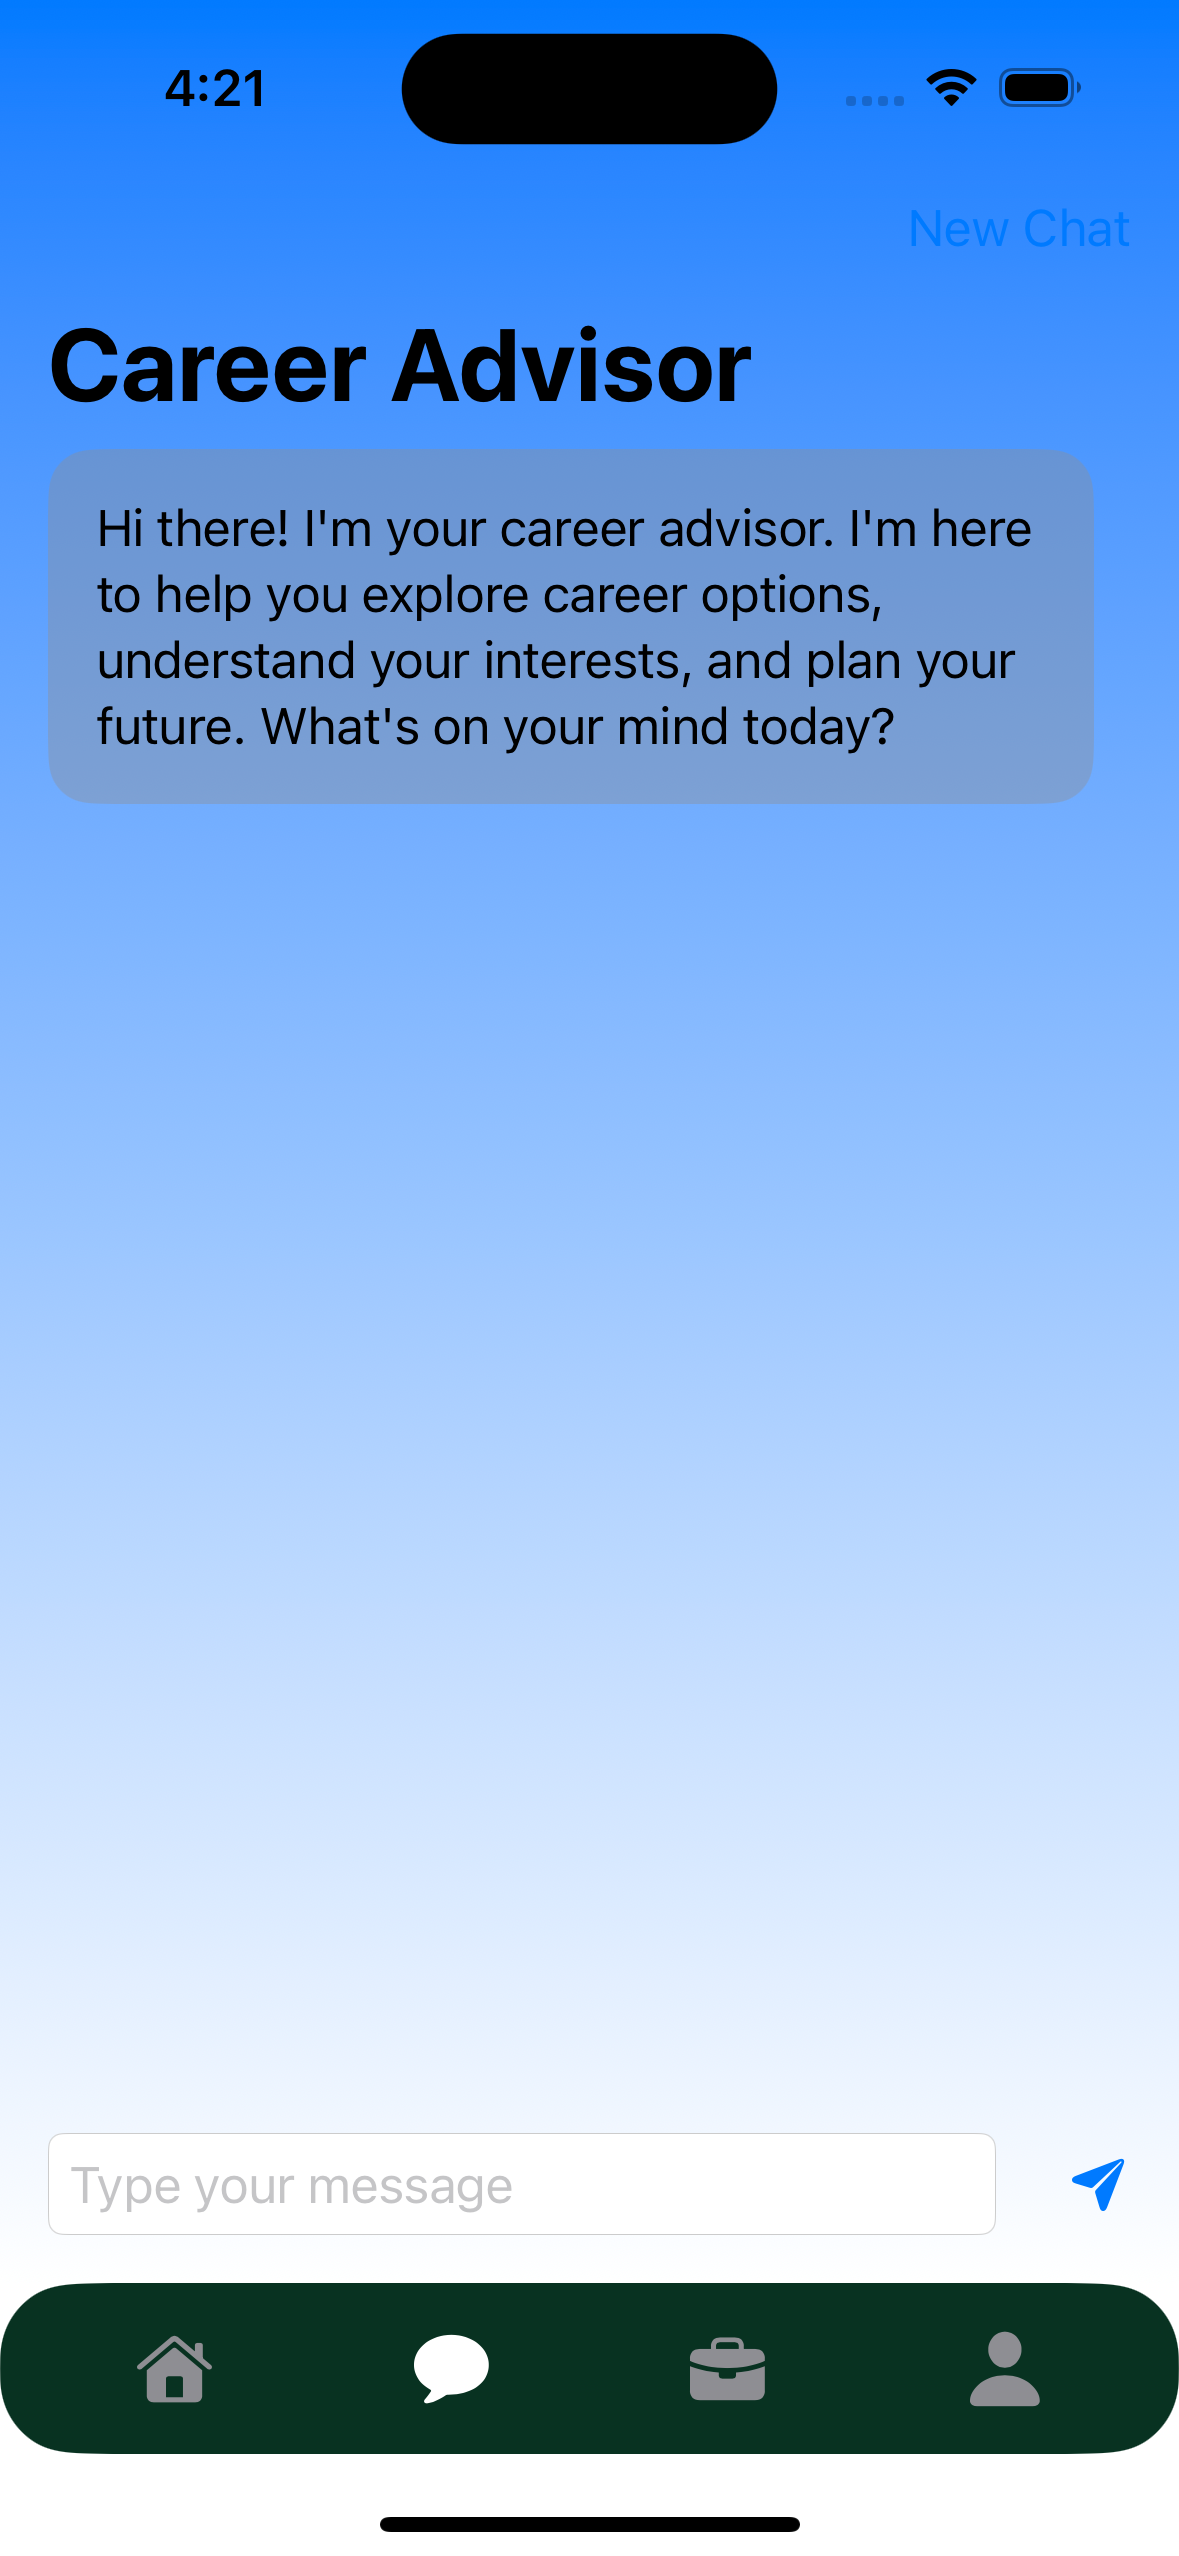 4:21
New Chat
Career Advisor
Hi there! I'm your career advisor. I'm here
to help you explore career options,
understand your interests, and plan your
future. What's on your mind today?
Type your message